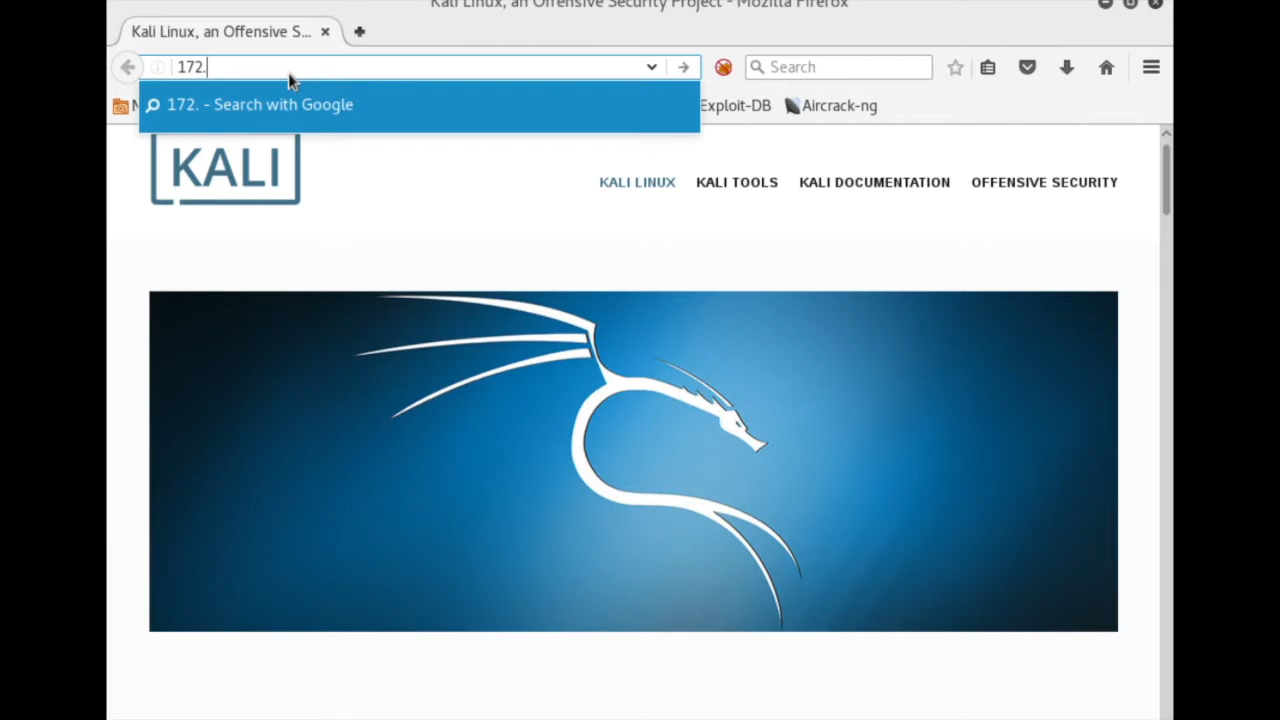 Kali Linux, an Offensive Security Project - Mozilla Firefox
Kali Linux, an Offensive S...
172.
Search
172. - Search with Google
Exploit-DB
Aircrack-ng
KALI
KALI LINUX
KALI TOOLS
KALI DOCUMENTATION
OFFENSIVE SECURITY